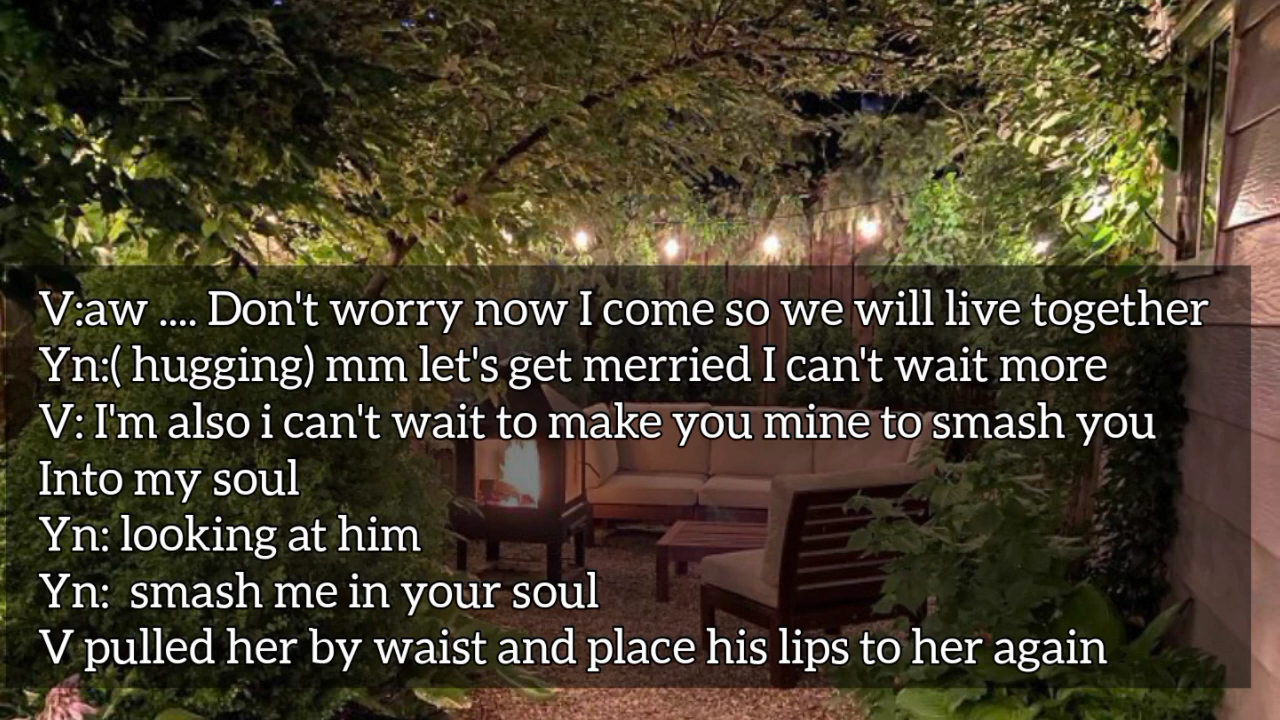 V:aw .... Don't worry now I come so we will live together
Yn:( hugging) mm let's get merried I can't wait more
V: I'm also i can't wait to make you mine to smash you
Into my soul
Yn: looking at him
Yn:  smash me in your soul
V pulled her by waist and place his lips to her again